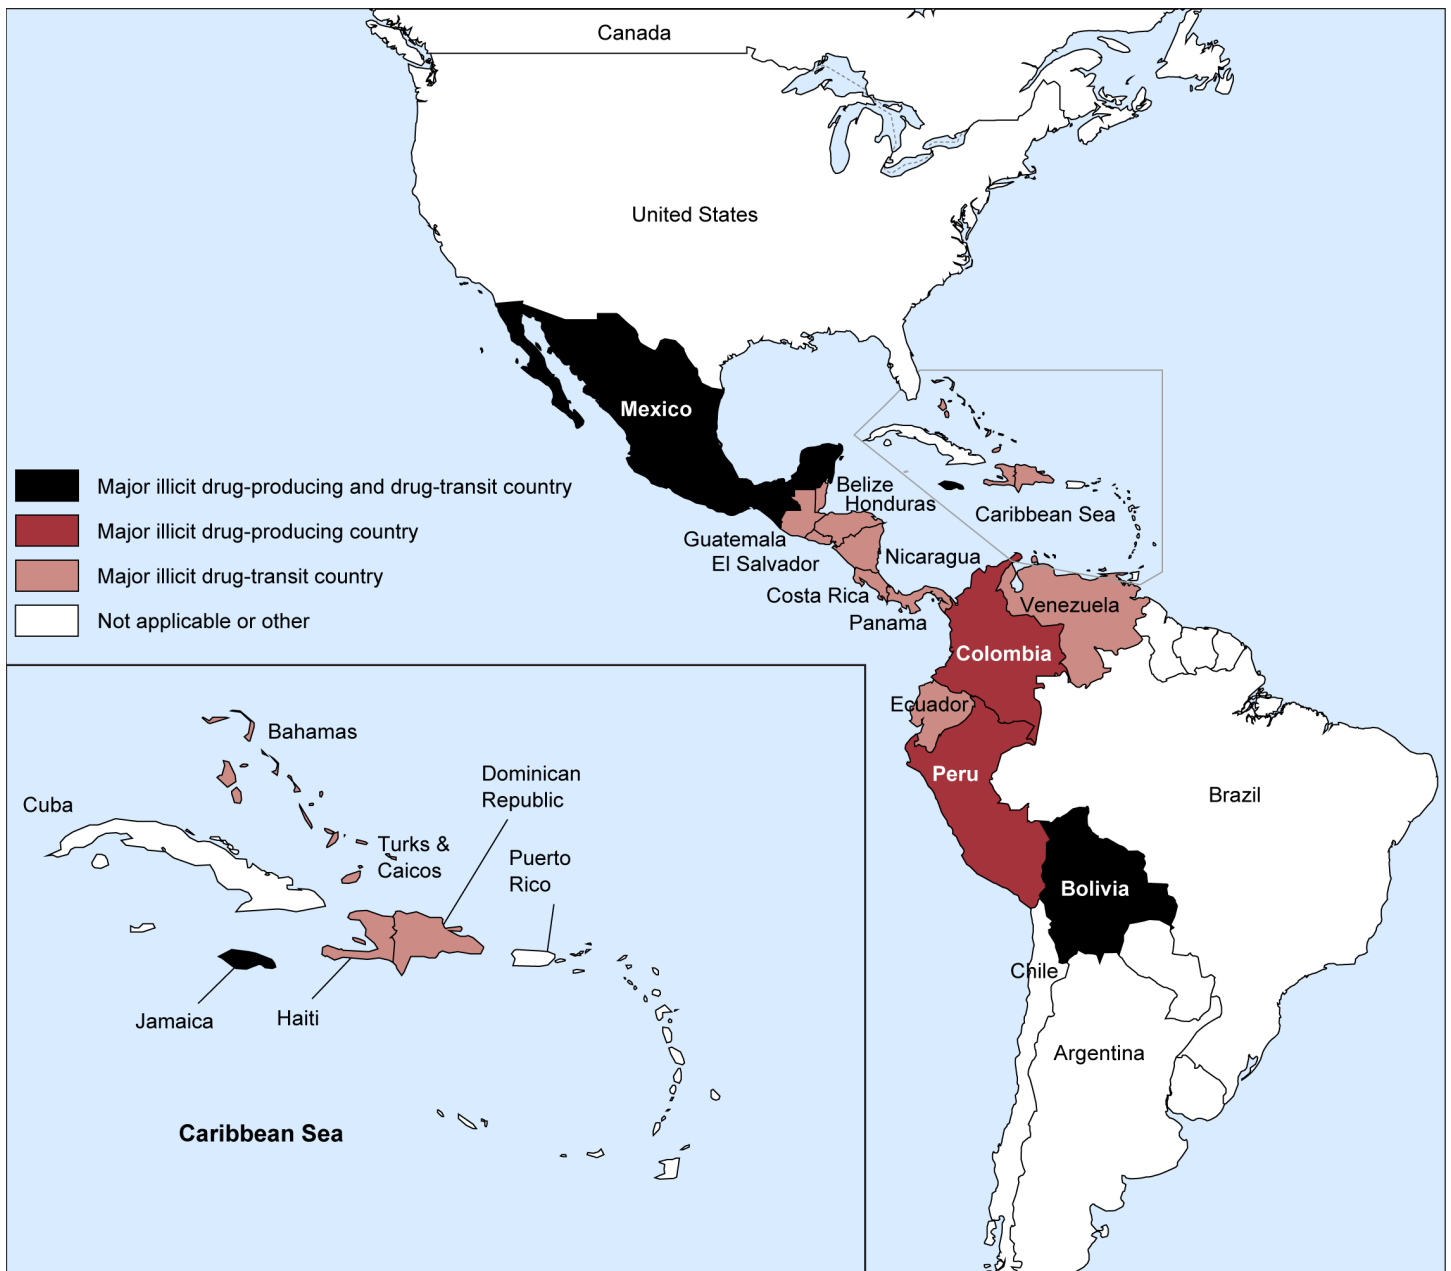 Canada
United States
Mexico
Belize
Honduras
Caribbean Sea
Guatemala
El Salvador
Nicaragua
Costa Rica
Panama
Venezuela
Colombia
Ecuador
Peru
Brazil
Bolivia
Chile
Argentina
Major illicit drug-producing and drug-transit country
Major illicit drug-producing country
Major illicit drug-transit country
Not applicable or other
Bahamas
Dominican
Republic
Cuba
Turks &
Caicos
Puerto
Rico
Jamaica
Haiti
Caribbean Sea